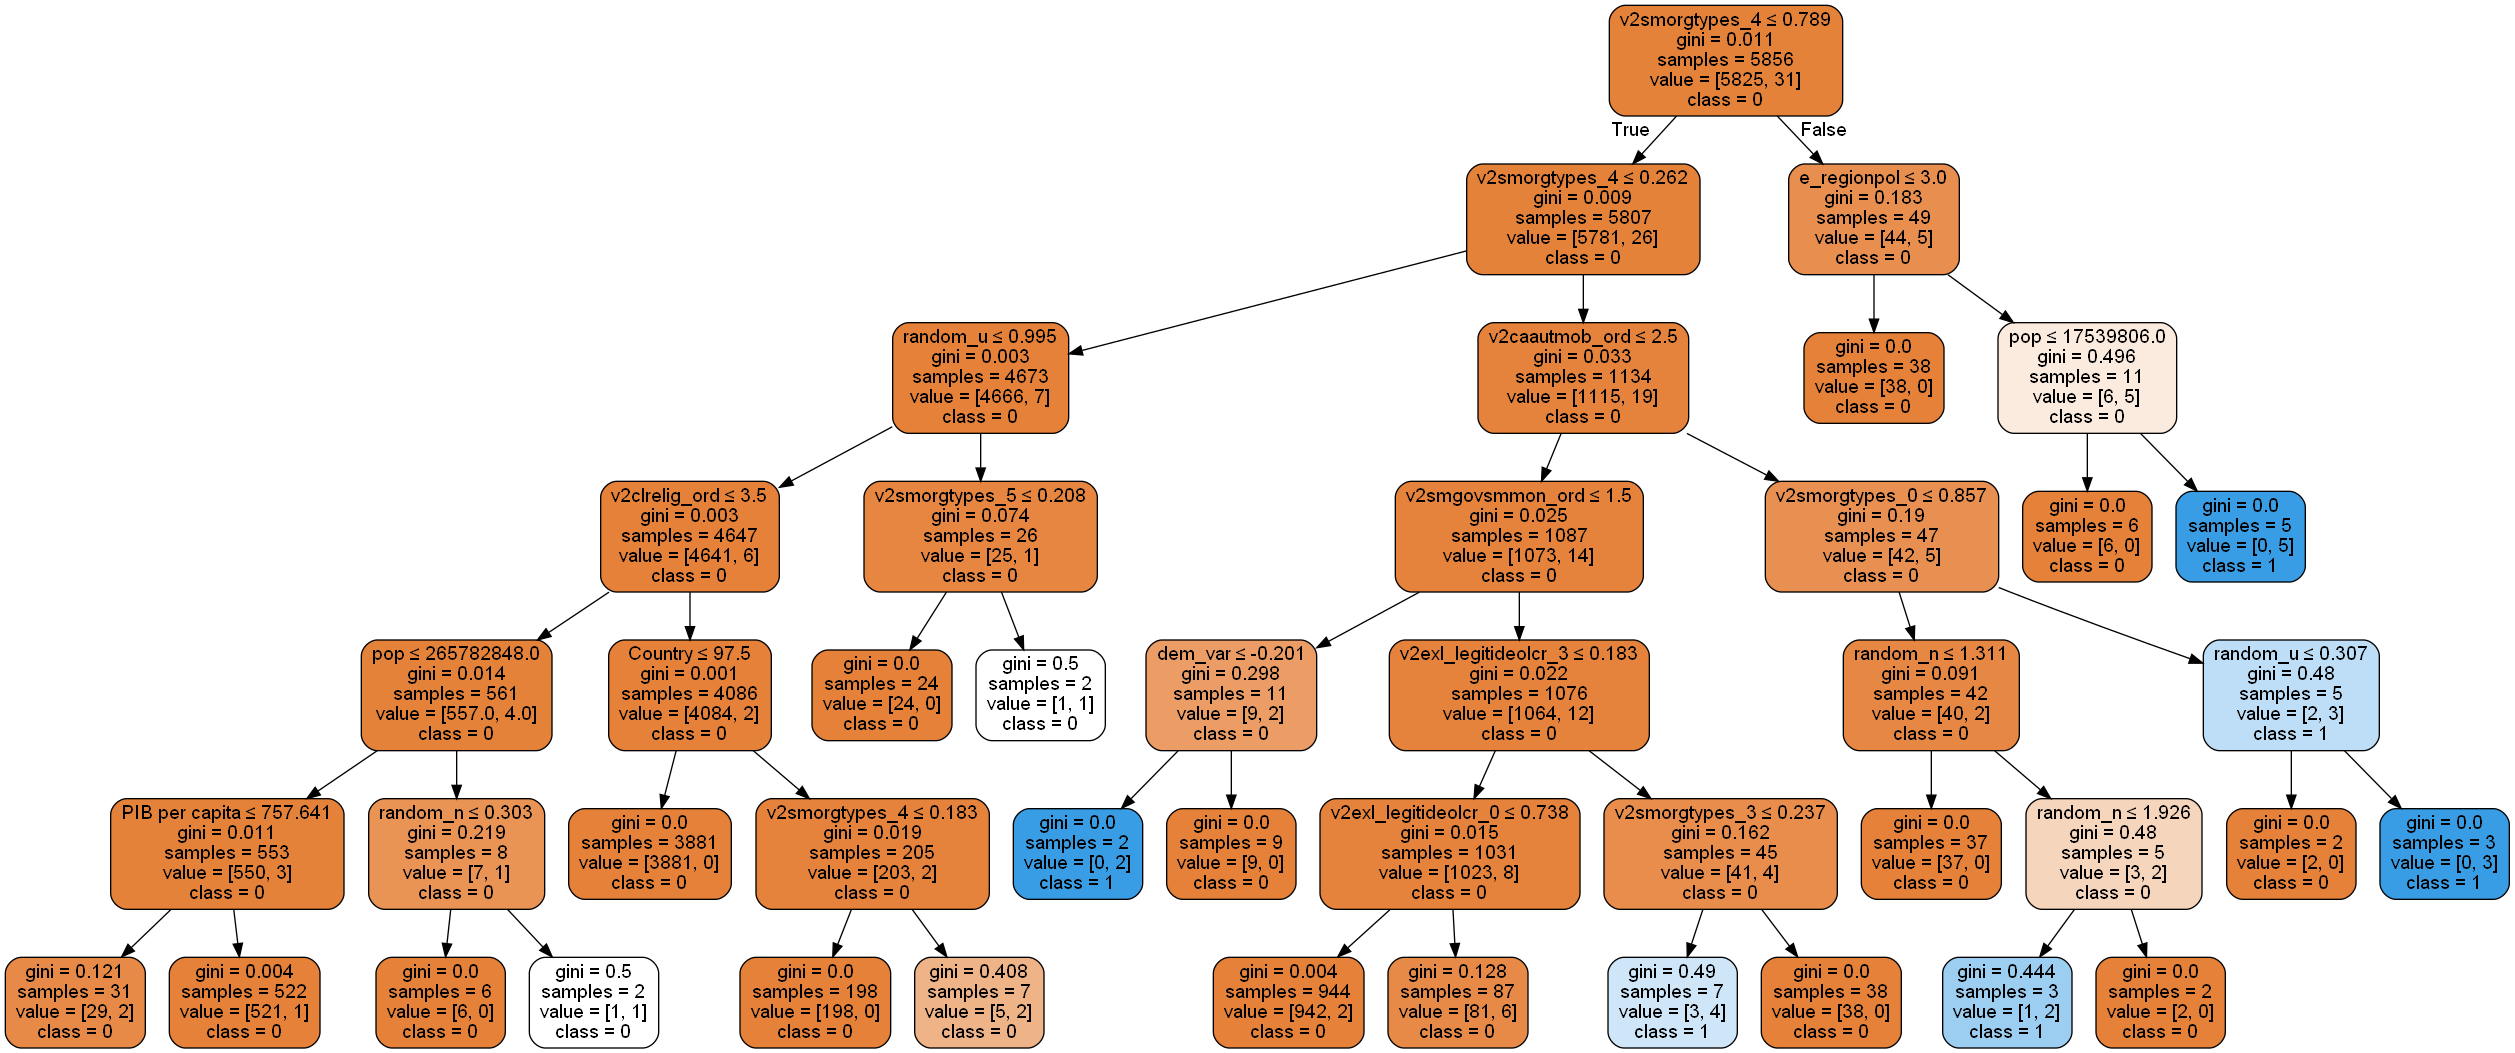 v2smorgtypes_4 ≤ 0.789
gini = 0.011
samples = 5856
value = [5825, 31]
class = 0
True
False
v2smorgtypes_4 ≤ 0.262
gini = 0.009
samples = 5807
value = [5781, 26]
class = 0
e_regionpol ≤ 3.0
gini = 0.183
samples = 49
value = [44, 5]
class = 0
random_u ≤ 0.995
gini = 0.003
samples = 4673
value = [4666, 7]
class = 0
v2caautmob_ord ≤ 2.5
gini = 0.033
samples = 1134
value = [1115, 19]
class = 0
gini = 0.0
samples = 38
value = [38, 0]
class = 0
pop ≤ 17539806.0
gini = 0.496
samples = 11
value = [6, 5]
class = 0
v2clrelig_ord ≤ 3.5
gini = 0.003
samples = 4647
value = [4641, 6]
class = 0
v2smorgtypes_5 ≤ 0.208
gini = 0.074
samples = 26
value = [25, 1]
class = 0
v2smgovsmmon_ord ≤ 1.5
gini = 0.025
samples = 1087
value = [1073, 14]
class = 0
v2smorgtypes_0 ≤ 0.857
gini = 0.19
samples = 47
value = [42, 5]
class = 0
gini = 0.0
samples = 6
value = [6, 0]
class = 0
gini = 0.0
samples = 5
value = [0, 5]
class = 1
pop ≤ 265782848.0
gini = 0.014
samples = 561
value = [557.0, 4.0]
class = 0
Country ≤ 97.5
gini = 0.001
samples = 4086
value = [4084, 2]
class = 0
gini = 0.0
samples = 24
value = [24, 0]
class = 0
gini = 0.5
samples = 2
value = [1, 1]
class = 0
dem_var ≤ -0.201
gini = 0.298
samples = 11
value = [9, 2]
class = 0
v2exl_legitideolcr_3 ≤ 0.183
gini = 0.022
samples = 1076
value = [1064, 12]
class = 0
random_n ≤ 1.311
gini = 0.091
samples = 42
value = [40, 2]
class = 0
random_u ≤ 0.307
gini = 0.48
samples = 5
value = [2, 3]
class = 1
PIB per capita ≤ 757.641
gini = 0.011
samples = 553
value = [550, 3]
class = 0
random_n ≤ 0.303
gini = 0.219
samples = 8
value = [7, 1]
class = 0
gini = 0.0
samples = 3881
value = [3881, 0]
class = 0
v2smorgtypes_4 ≤ 0.183
gini = 0.019
samples = 205
value = [203, 2]
class = 0
gini = 0.0
samples = 2
value = [0, 2]
class = 1
gini = 0.0
samples = 9
value = [9, 0]
class = 0
v2exl_legitideolcr_0 ≤ 0.738
gini = 0.015
samples = 1031
value = [1023, 8]
class = 0
v2smorgtypes_3 ≤ 0.237
gini = 0.162
samples = 45
value = [41, 4]
class = 0
gini = 0.0
samples = 37
value = [37, 0]
class = 0
random_n ≤ 1.926
gini = 0.48
samples = 5
value = [3, 2]
class = 0
gini = 0.0
samples = 2
value = [2, 0]
class = 0
gini = 0.0
samples = 3
value = [0, 3]
class = 1
gini = 0.121
samples = 31
value = [29, 2]
class = 0
gini = 0.004
samples = 522
value = [521, 1]
class = 0
gini = 0.0
samples = 6
value = [6, 0]
class = 0
gini = 0.5
samples = 2
value = [1, 1]
class = 0
gini = 0.0
samples = 198
value = [198, 0]
class = 0
gini = 0.408
samples = 7
value = [5, 2]
class = 0
gini = 0.004
samples = 944
value = [942, 2]
class = 0
gini = 0.128
samples = 87
value = [81, 6]
class = 0
gini = 0.49
samples = 7
value = [3, 4]
class = 1
gini = 0.0
samples = 38
value = [38, 0]
class = 0
gini = 0.444
samples = 3
value = [1, 2]
class = 1
gini = 0.0
samples = 2
value = [2, 0]
class = 0